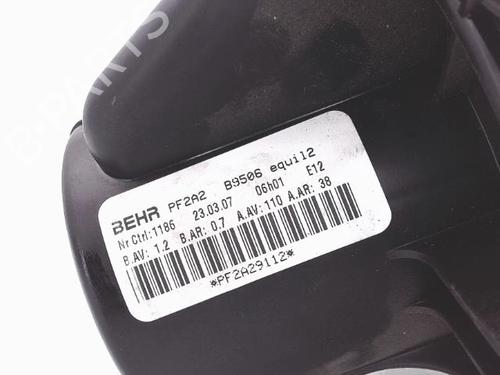 B-PARTS
BEHR PF2A2 B9506 equil2
Nr Ctrl:1186 23.03.07 06h01 E12
B.AV: 1.2 B.AR: 0.7 A.AV: 110 A.AR: 38
*PF2A29112*